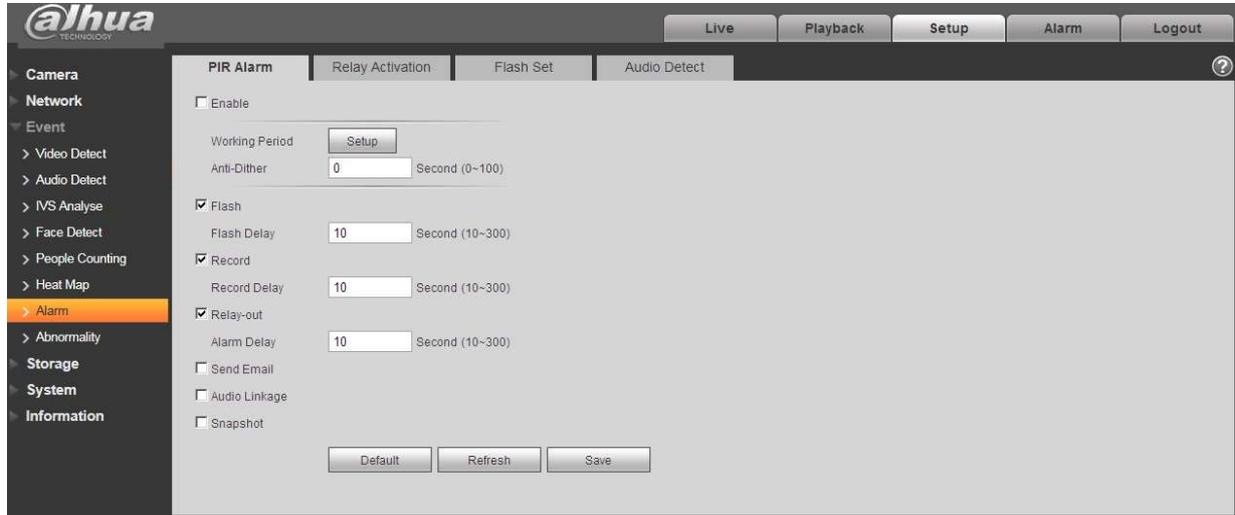 alhua
TECHNOLOGY
Live Playback Setup Alarm Logout
PIR Alarm Relay Activation Flash Set Audio Detect ?
Camera
Network
Event
Video Detect
Audio Detect
IVS Analyse
Face Detect
People Counting
Heat Map
Alarm
Abnormality
Storage
System
Information
Enable
Working Period Setup
Anti-Dither 0 Second (0~100)
Flash
Flash Delay 10 Second (10~300)
Record
Record Delay 10 Second (10~300)
Relay-out
Alarm Delay 10 Second (10~300)
Send Email
Audio Linkage
Snapshot
Default Refresh Save